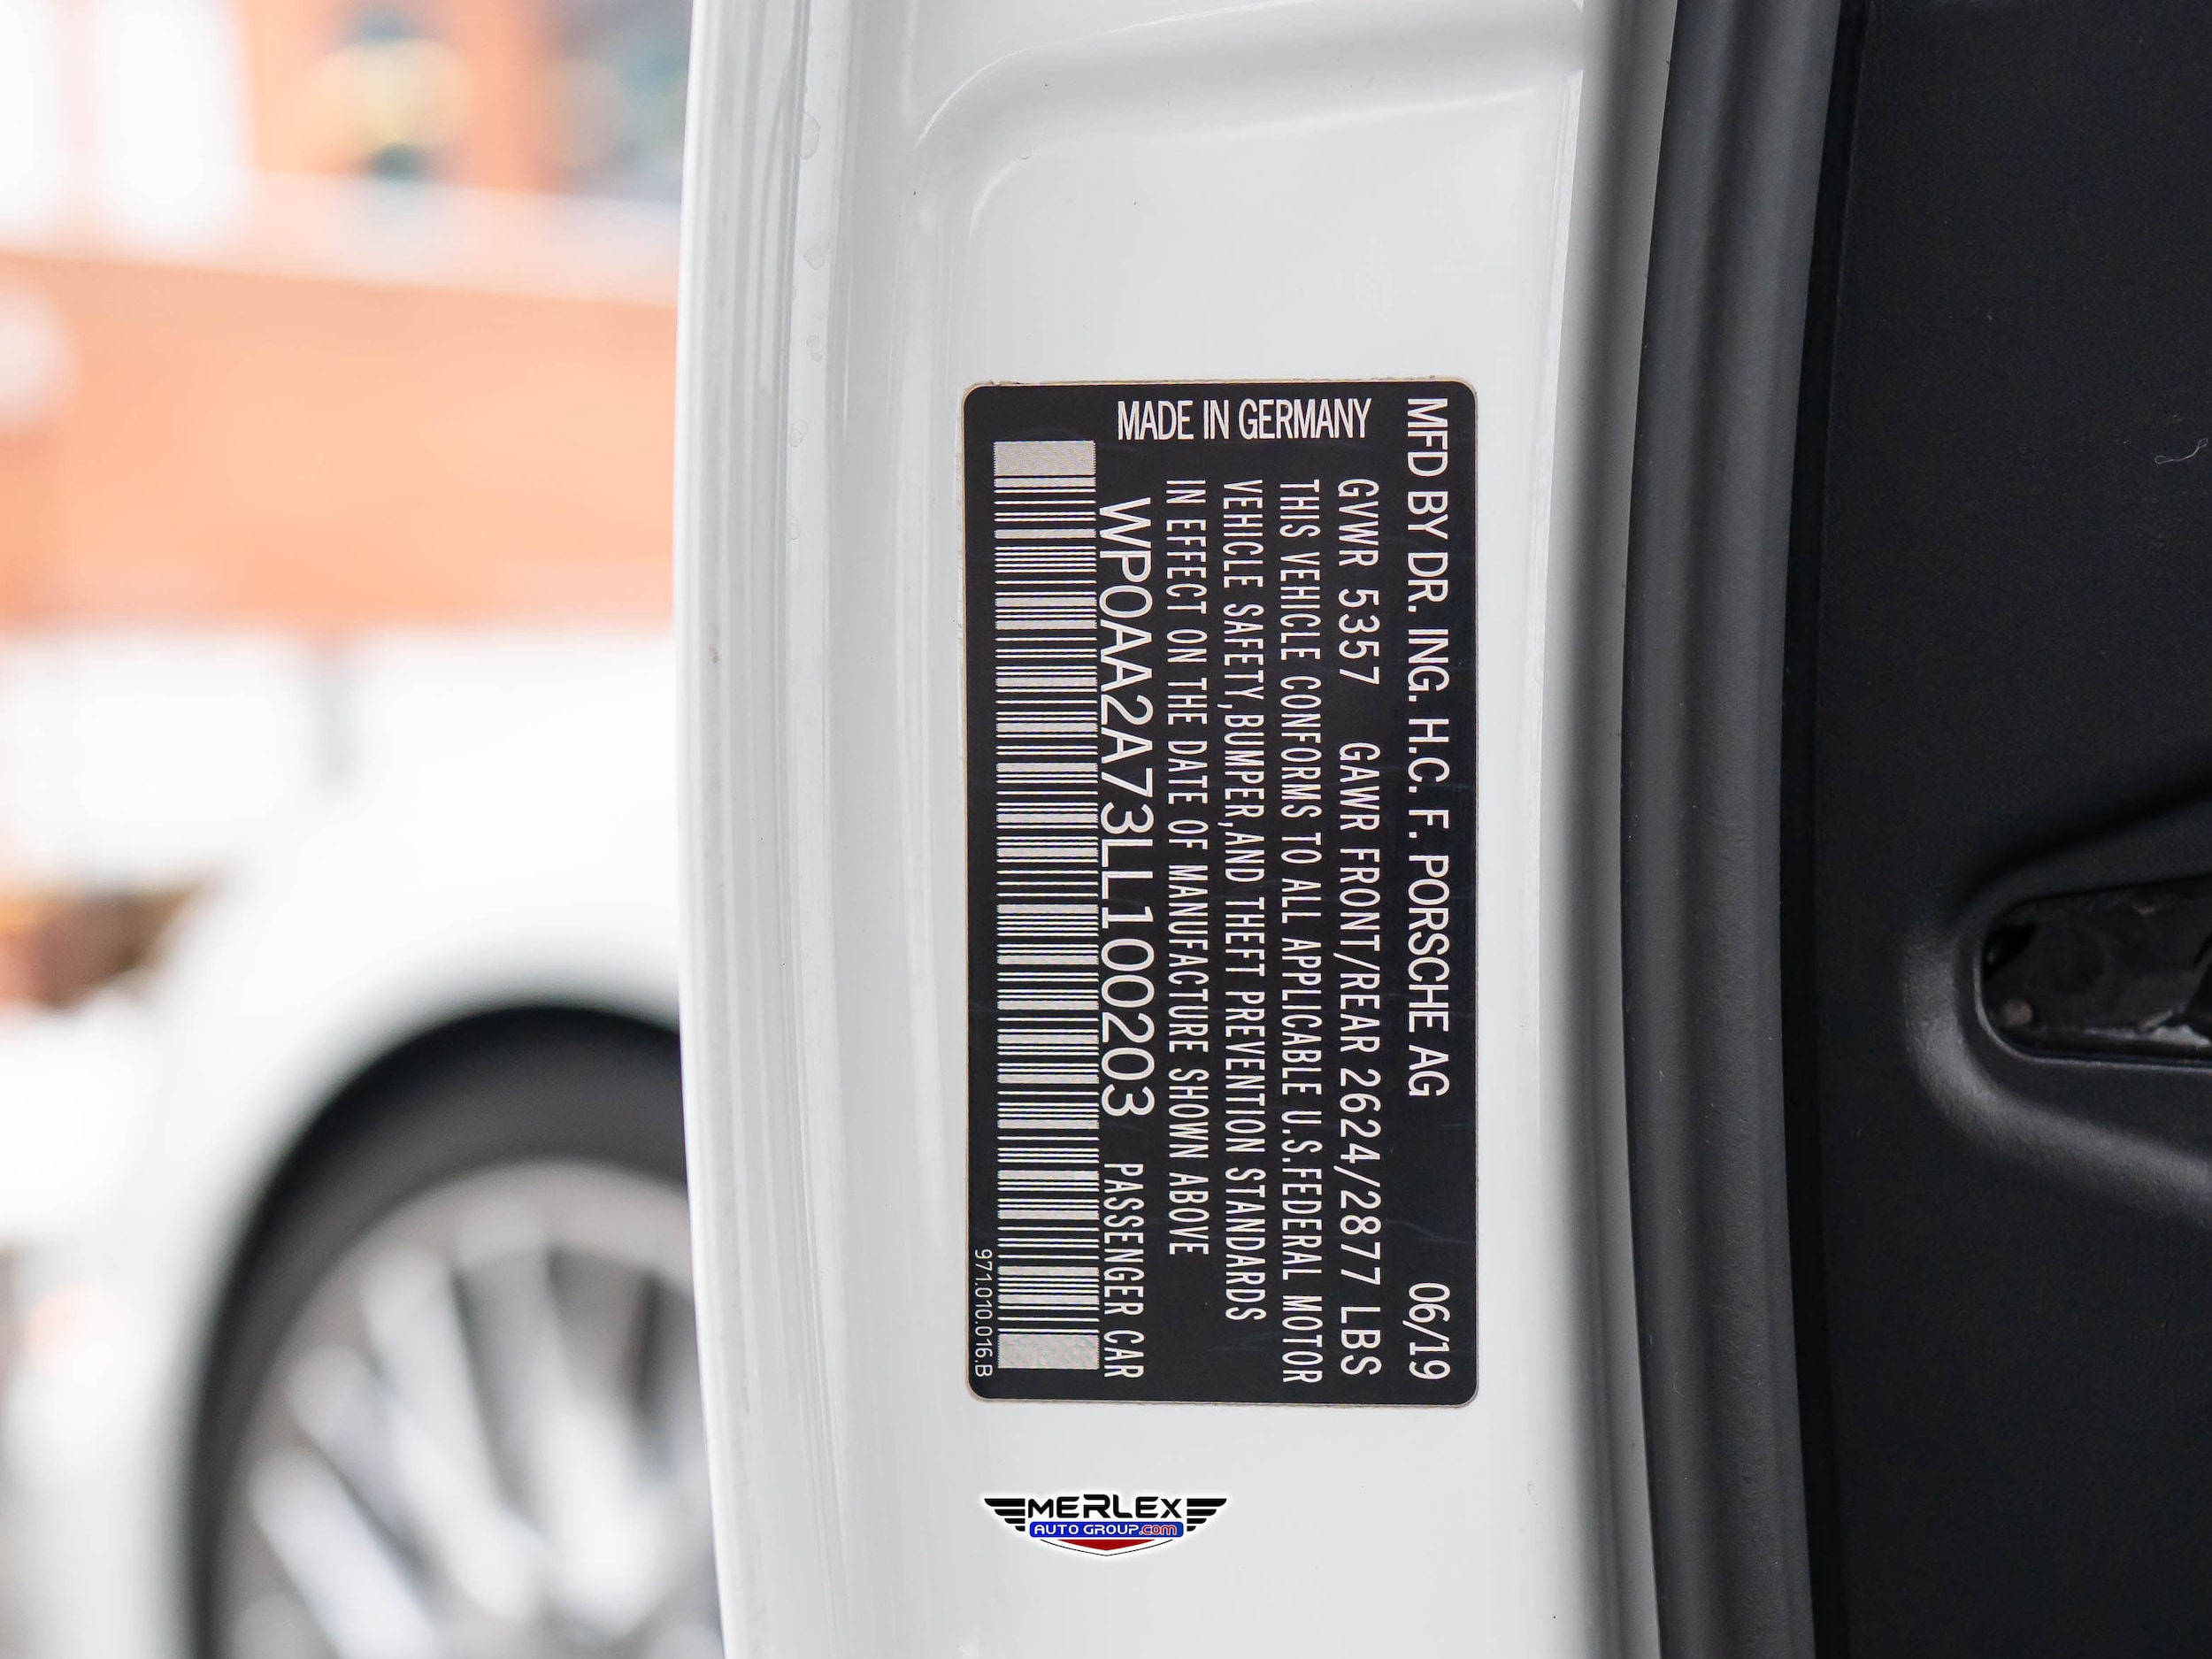 MFD BY DR. ING. H.C. F. PORSCHE AG 06/19
GVWR 5357 GAWR FRONT/REAR 2624/2877 LBS
THIS VEHICLE CONFORMS TO ALL APPLICABLE U.S.FEDERAL MOTOR
VEHICLE SAFETY,BUMPER,AND THEFT PREVENTION STANDARDS
IN EFFECT ON THE DATE OF MANUFACTURE SHOWN ABOVE
WP0AA2A73LL100203 PASSENGER CAR
971.010.016.B
MADE IN GERMANY
MERLEX
AUTO GROUP.com